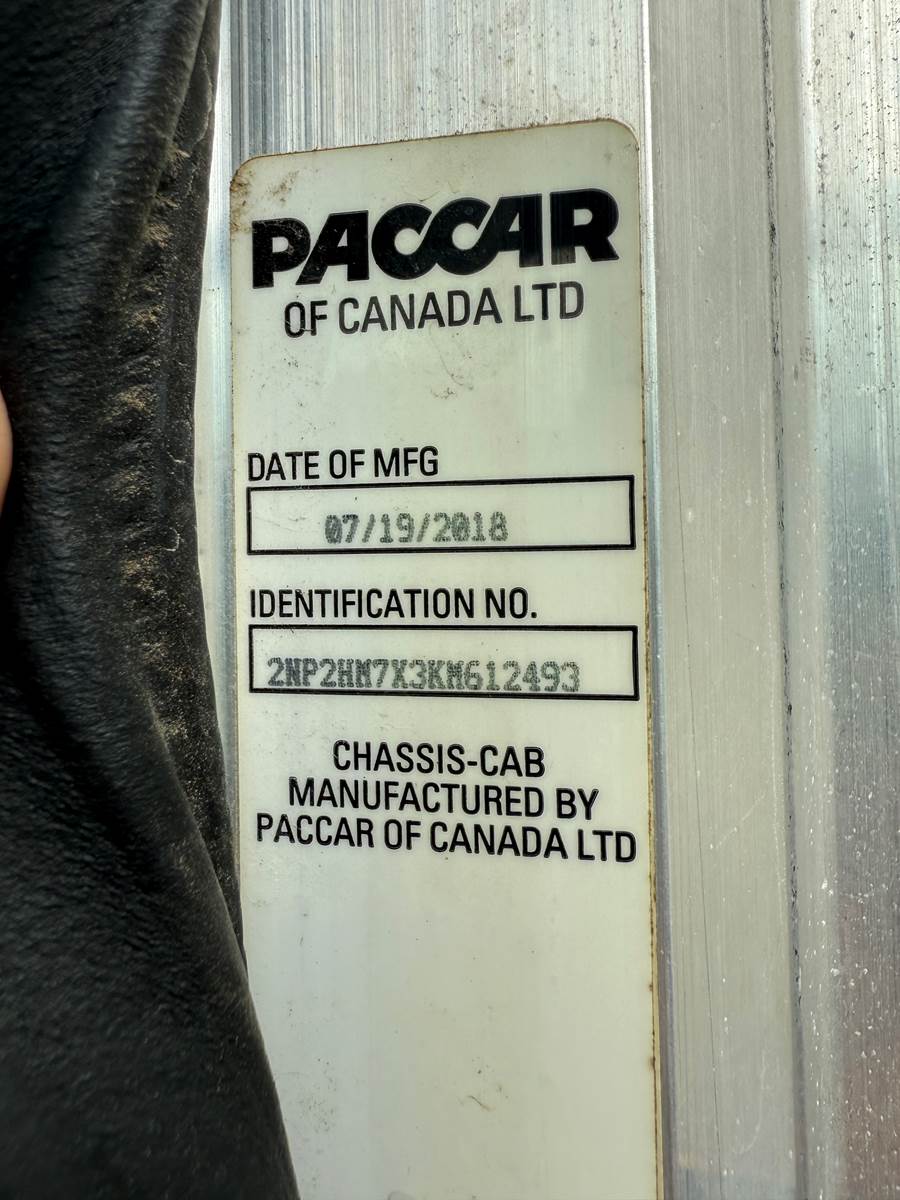 PACCAR
OF CANADA LTD
DATE OF MFG
07/19/2018
IDENTIFICATION NO.
2NP2HM7X3KM612493
CHASSIS-CAB
MANUFACTURED BY
PACCAR OF CANADA LTD